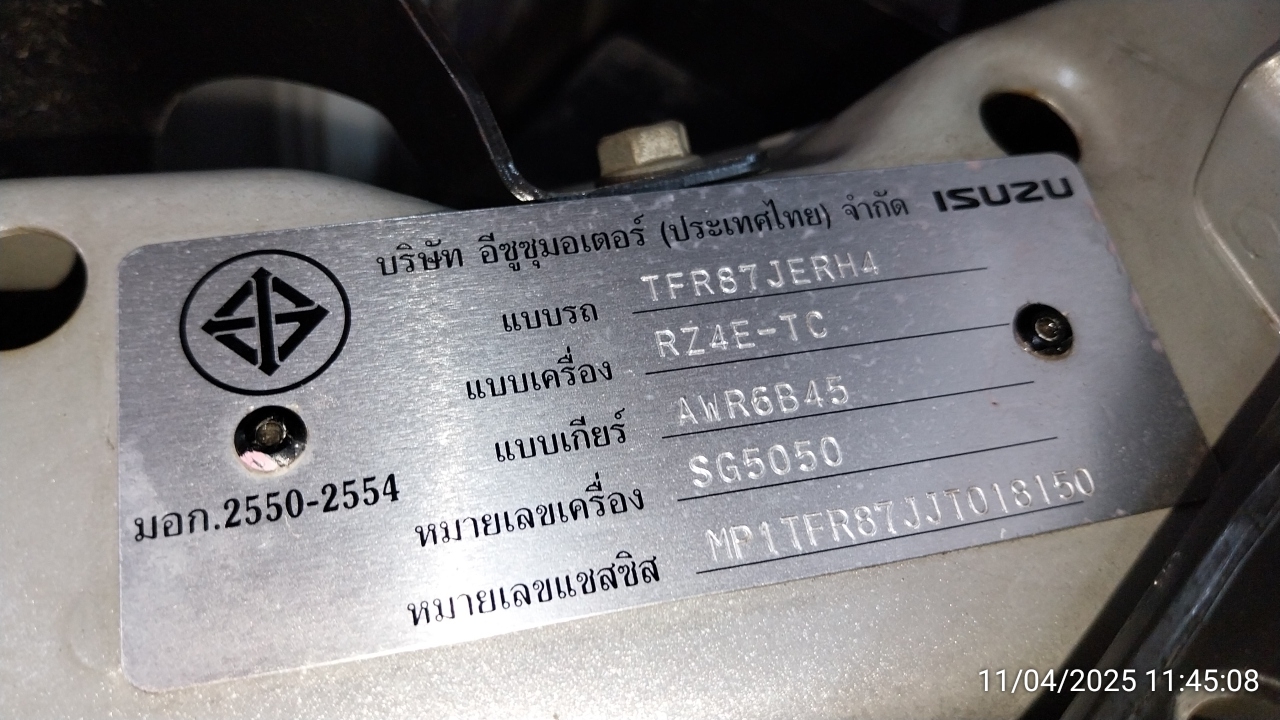 บริษัท อีซูซุมอเตอร์ (ประเทศไทย) จำกัด ISUZU
แบบรถ TFR87JERH4
แบบเครื่อง RZ4E-TC
แบบเกียร์ AWR6B45
หมายเลขเครื่อง SG5050
หมายเลขแชสซิส MP1TFR87JJT018150
มอก.2550-2554
11/04/2025 11:45:08